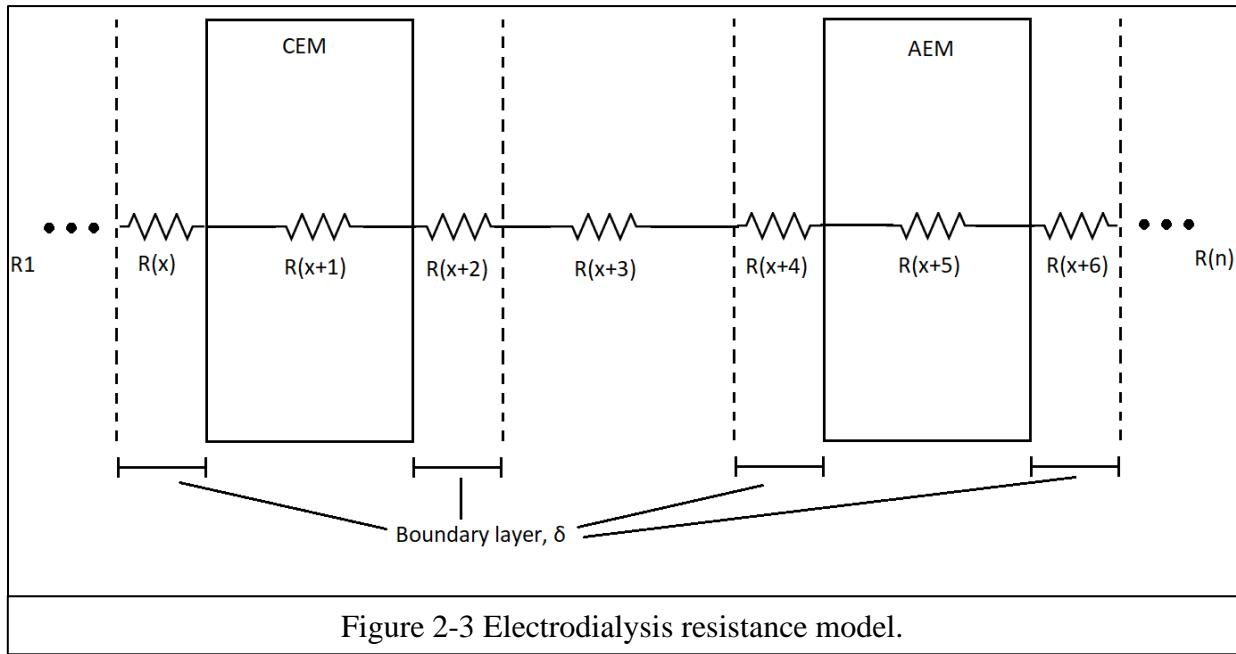 CEM
AEM
R1
R(x)
R(x+1)
R(x+2)
R(x+3)
R(x+4)
R(x+5)
R(x+6)
R(n)
Boundary layer, δ
Figure 2-3 Electrodialysis resistance model.